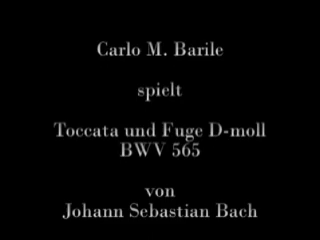 Carlo M. Barile
spielt
Toccata und Fuge D-moll
BWV 565
von
Johann Sebastian Bach